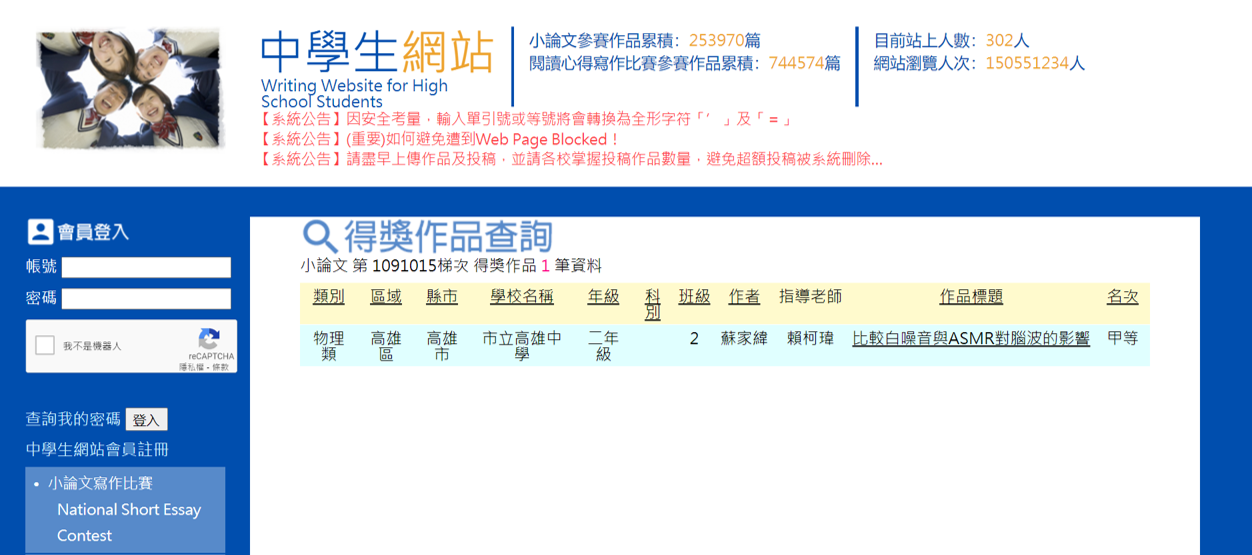 中學生網站
Writing Website for High
School Students
小論文參賽作品累積：253970篇
閱讀心得寫作比賽參賽作品累積：744574篇
目前站上人數：302人
網站瀏覽人次：150551234人
【系統公告】因安全考量，輸入單引號或等號將會轉換為全形字符「′」及「=」
【系統公告】(重要)如何避免遭到Web Page Blocked！
【系統公告】請盡早上傳作品及投稿，並請各校掌握投稿作品數量，避免超額投稿被系統刪除...
會員登入
帳號
密碼
我不是機器人
reCAPTCHA
隱私權 - 條款
查詢我的密碼 登入
中學生網站會員註冊
• 小論文寫作比賽
National Short Essay
Contest
得獎作品查詢
小論文 第 1091015梯次 得獎作品 1 筆資料
類別 區域 縣市 學校名稱 年級 科別 班級 作者 指導老師 作品標題 名次
物理類 高雄區 高雄市 市立高雄中學 二年級 2 蘇家緯 賴柯瑋 比較白噪音與ASMR對腦波的影響 甲等